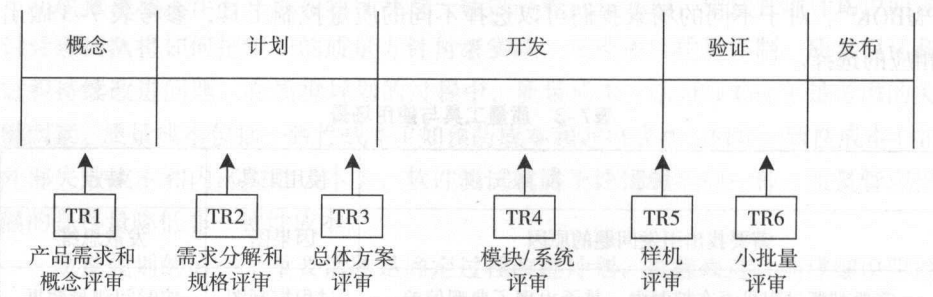 概念 计划 开发 验证 发布
TR1 TR2 TR3 TR4 TR5 TR6
产品需求和 需求分解和 总体方案 模块/系统 样机 小批量
概念评审 规格评审 评审 评审 评审 评审